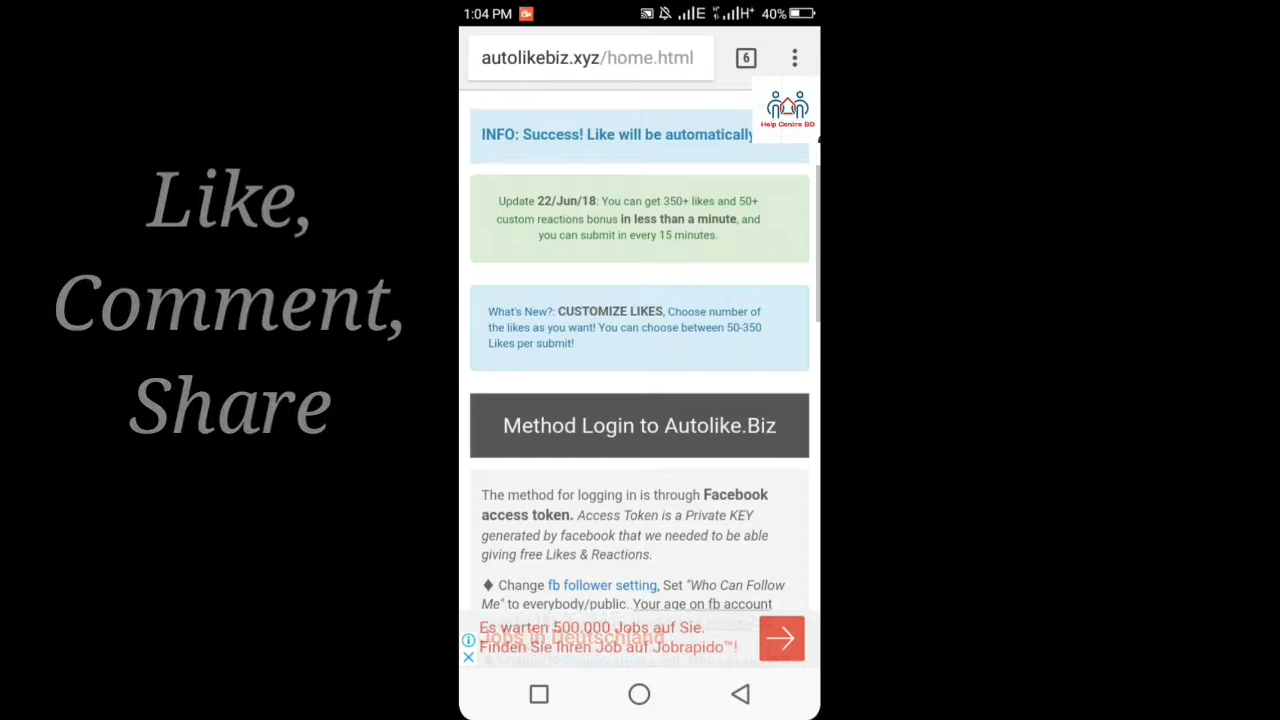 Like,
Comment,
Share
1:04 PM
E
H+
H+
40%
autolikebiz.xyz/home.html
6
Help Centre BD
INFO: Success! Like will be automatically
Update 22/Jun/18: You can get 350+ likes and 50+
custom reactions bonus in less than a minute, and
you can submit in every 15 minutes.
What's New?: CUSTOMIZE LIKES, Choose number of
the likes as you want! You can choose between 50-350
Likes per submit!
Method Login to Autolike.Biz
The method for logging in is through Facebook
access token. Access Token is a Private KEY
generated by facebook that we needed to be able
giving free Likes & Reactions.
♦ Change fb follower setting, Set "Who Can Follow
Me" to everybody/public. Your age on fb account
Jobs in Deutschland
Es warten 500.000 Jobs auf Sie.
Finden Sie Ihren Job auf Jobrapido™!